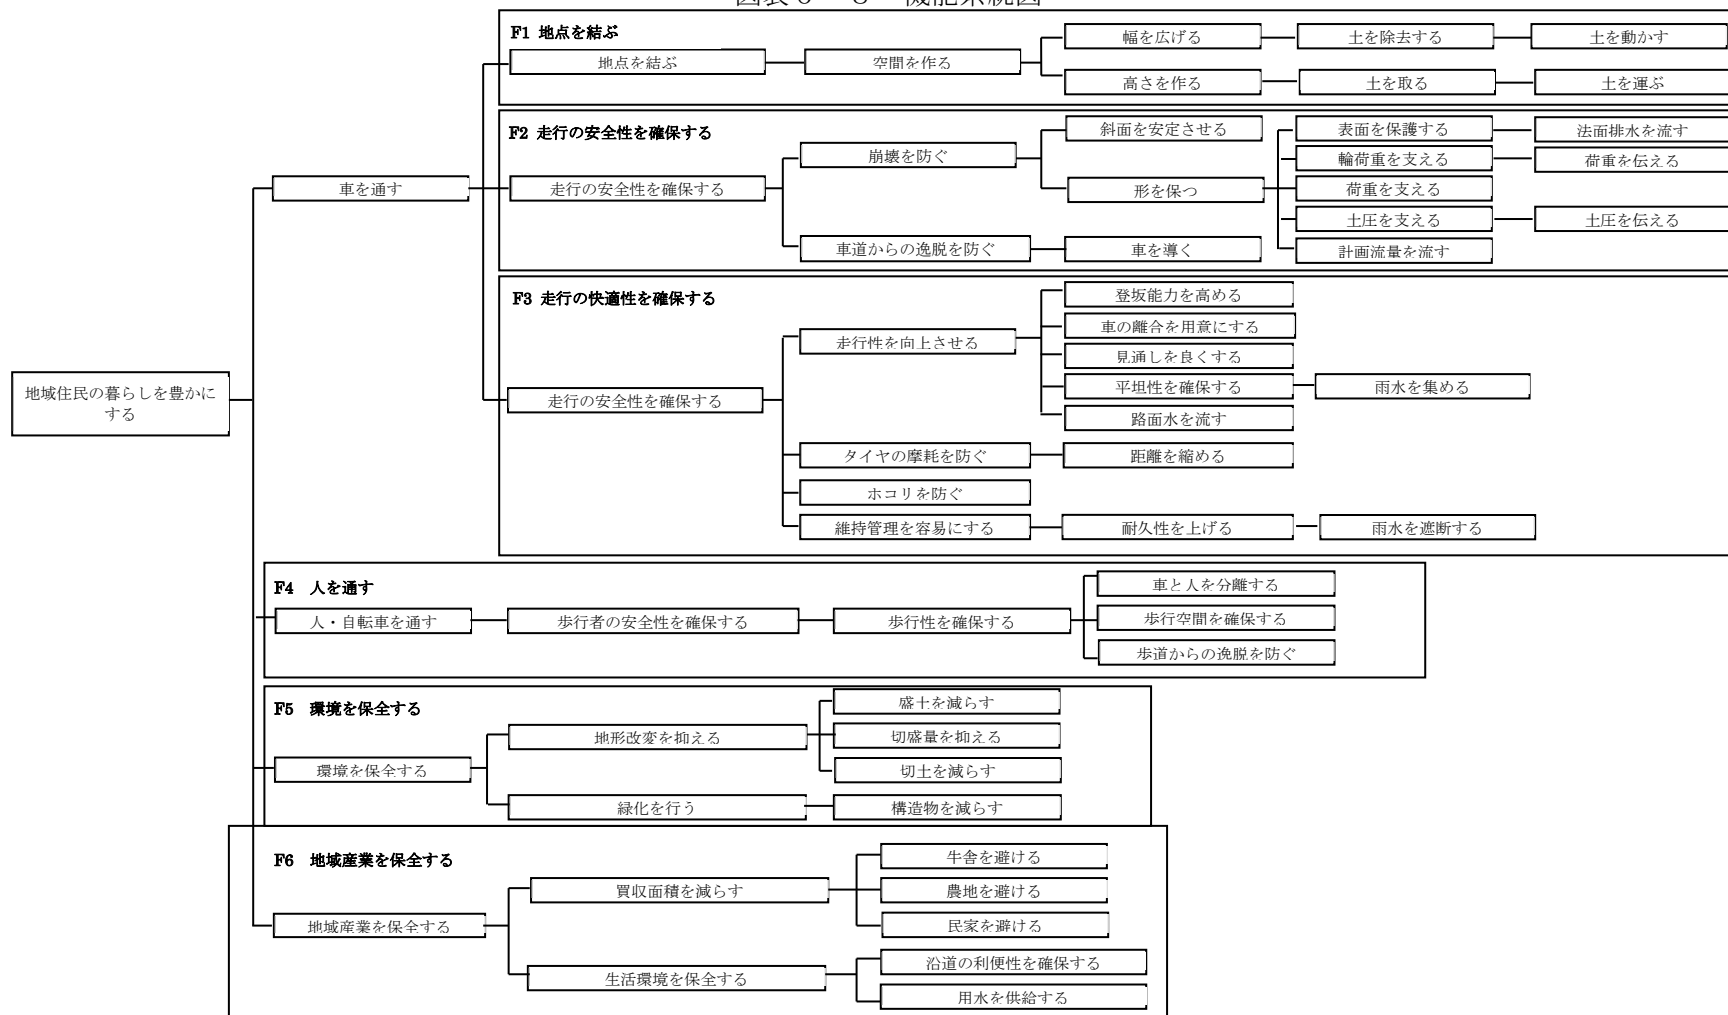 機能系統図
F1 地点を結ぶ
地点を結ぶ
空間を作る
幅を広げる
土を除去する
土を動かす
高さを作る
土を取る
土を運ぶ
F2 走行の安全性を確保する
車を通す
走行の安全性を確保する
崩壊を防ぐ
斜面を安定させる
形を保つ
表面を保護する
法面排水を流す
輪荷重を支える
荷重を伝える
荷重を支える
土圧を支える
土圧を伝える
計画流量を流す
車道からの逸脱を防ぐ
車を導く
F3 走行の快適性を確保する
地域住民の暮らしを豊かに
する
走行の安全性を確保する
走行性を向上させる
登坂能力を高める
車の離合を用意にする
見通しを良くする
平坦性を確保する
雨水を集める
路面水を流す
タイヤの摩耗を防ぐ
距離を縮める
ホコリを防ぐ
維持管理を容易にする
耐久性を上げる
雨水を遮断する
F4 人を通す
人・自転車を通す
歩行者の安全性を確保する
歩行性を確保する
車と人を分離する
歩行空間を確保する
歩道からの逸脱を防ぐ
F5 環境を保全する
環境を保全する
地形改変を抑える
盛土を減らす
切盛量を抑える
切土を減らす
緑化を行う
構造物を減らす
F6 地域産業を保全する
地域産業を保全する
買収面積を減らす
牛舎を避ける
農地を避ける
民家を避ける
生活環境を保全する
沿道の利便性を確保する
用水を供給する